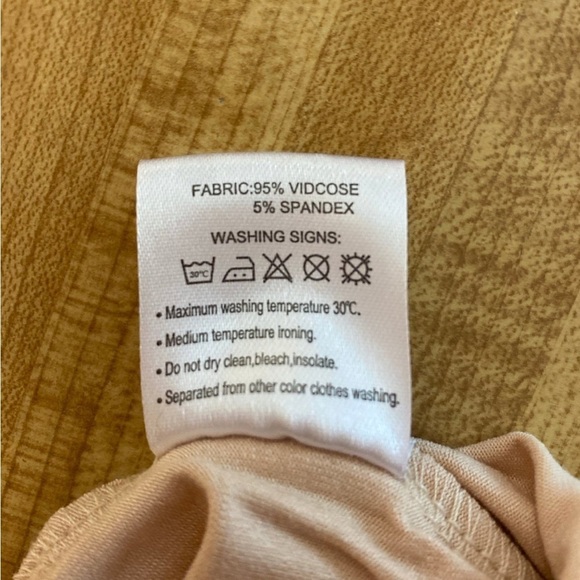 FABRIC:95% VIDCOSE
5% SPANDEX
WASHING SIGNS:
30°C
• Maximum washing temperature 30℃.
• Medium temperature ironing.
• Do not dry clean,bleach,insolate.
• Separated from other color clothes washing.